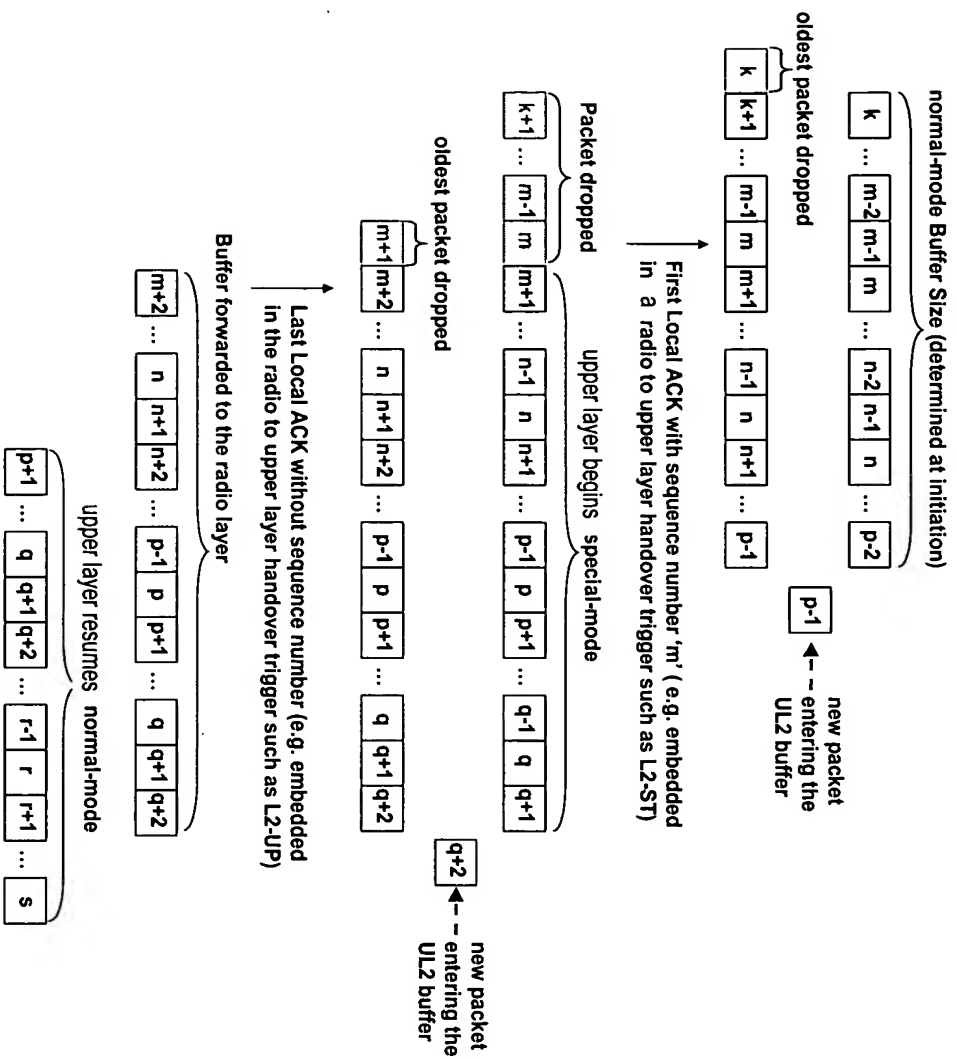 normal-mode Buffer Size (determined at initiation)
k ... m-2 m-1 m ... n-2 n-1 n ... p-2
p-1
new packet
entering the
UL2 buffer
oldest packet dropped
k k+1 ... m-1 m m+1 ... n-1 n n+1 ... p-1
First Local ACK with sequence number ‘m’ ( e.g. embedded
in a radio to upper layer handover trigger such as L2-ST)
Packet dropped
upper layer begins special-mode
k+1 ... m-1 m m+1 ... n-1 n n+1 ... p-1 p p+1 ... q-1 q q+1
q+2
new packet
entering the
UL2 buffer
oldest packet dropped
m+1 m+2 ... n n+1 n+2 ... p-1 p p+1 ... q q+1 q+2
Last Local ACK without sequence number (e.g. embedded
in the radio to upper layer handover trigger such as L2-UP)
Buffer forwarded to the radio layer
m+2 ... n n+1 n+2 ... p-1 p p+1 ... q q+1 q+2
upper layer resumes normal-mode
p+1 ... q q+1 q+2 ... r-1 r r+1 ... s